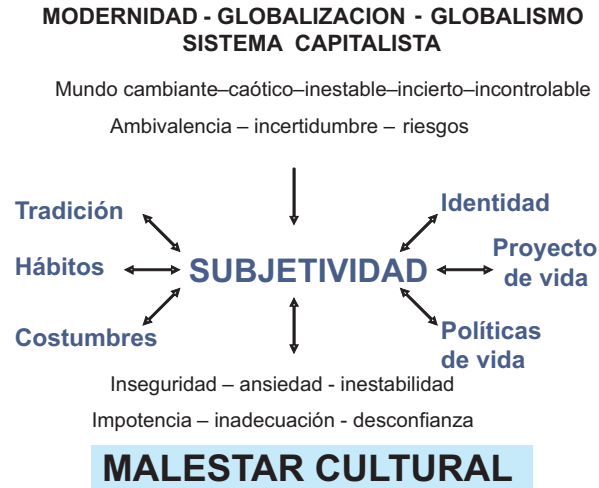 MODERNIDAD - GLOBALIZACION - GLOBALISMO
SISTEMA CAPITALISTA
Mundo cambiante–caótico–inestable–incierto–incontrolable
Ambivalencia – incertidumbre – riesgos
Tradición
Identidad
Hábitos
SUBJETIVIDAD
Proyecto
de vida
Costumbres
Políticas
de vida
Inseguridad – ansiedad - inestabilidad
Impotencia – inadecuación - desconfianza
MALESTAR CULTURAL